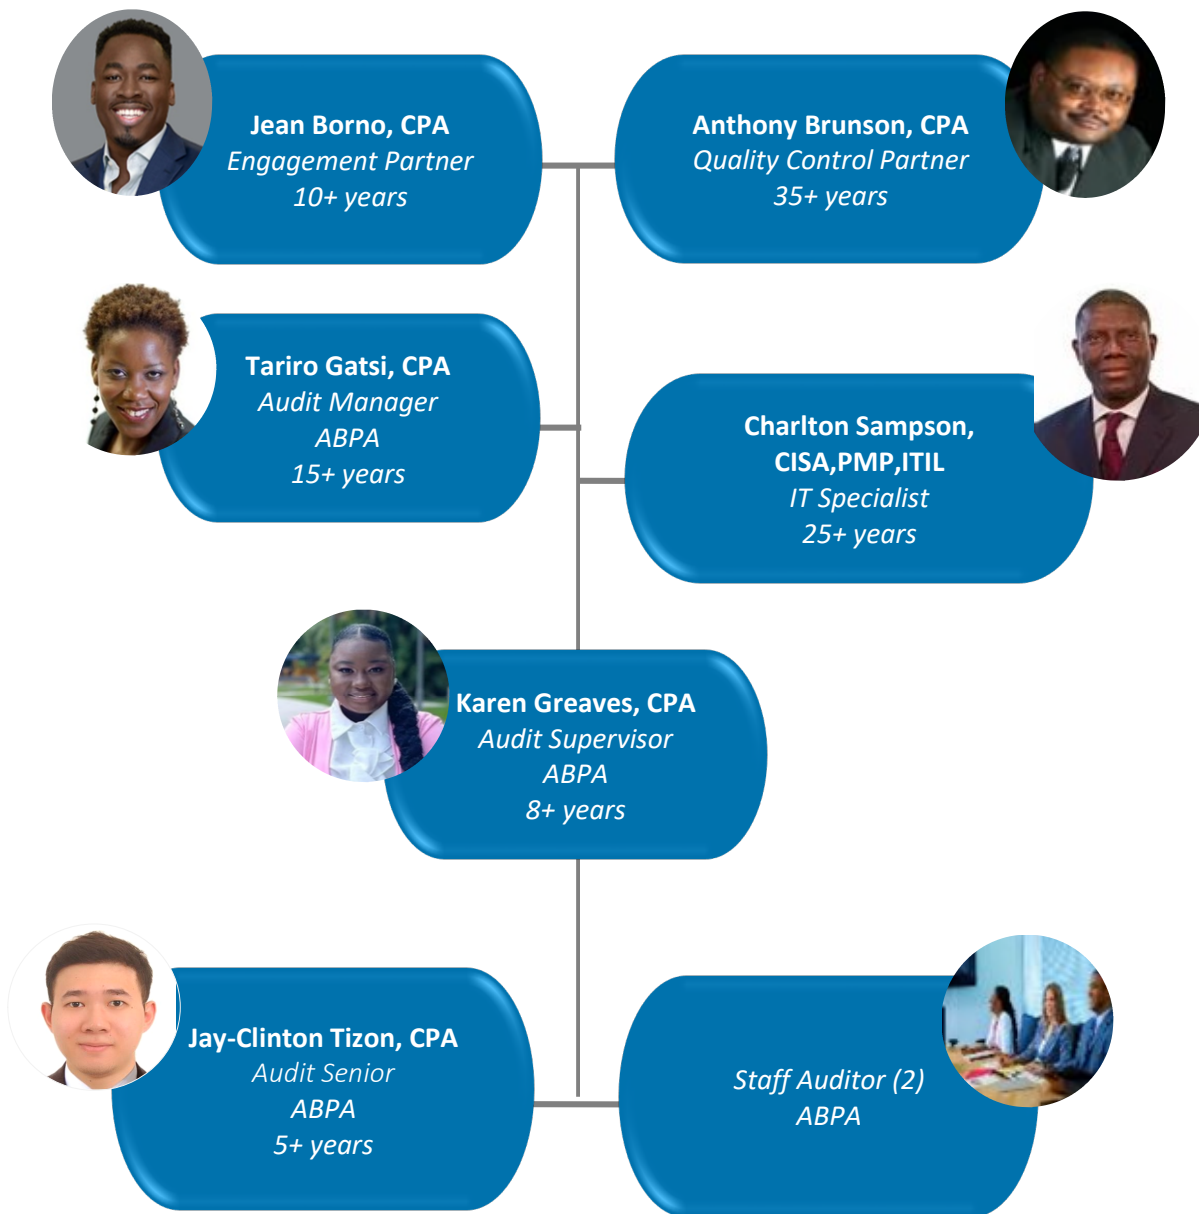 Jean Borno, CPA
Engagement Partner
10+ years
Anthony Brunson, CPA
Quality Control Partner
35+ years
Tariro Gatsi, CPA
Audit Manager
ABPA
15+ years
Charlton Sampson,
CISA,PMP,ITIL
IT Specialist
25+ years
Karen Greaves, CPA
Audit Supervisor
ABPA
8+ years
Jay-Clinton Tizon, CPA
Audit Senior
ABPA
5+ years
Staff Auditor (2)
ABPA